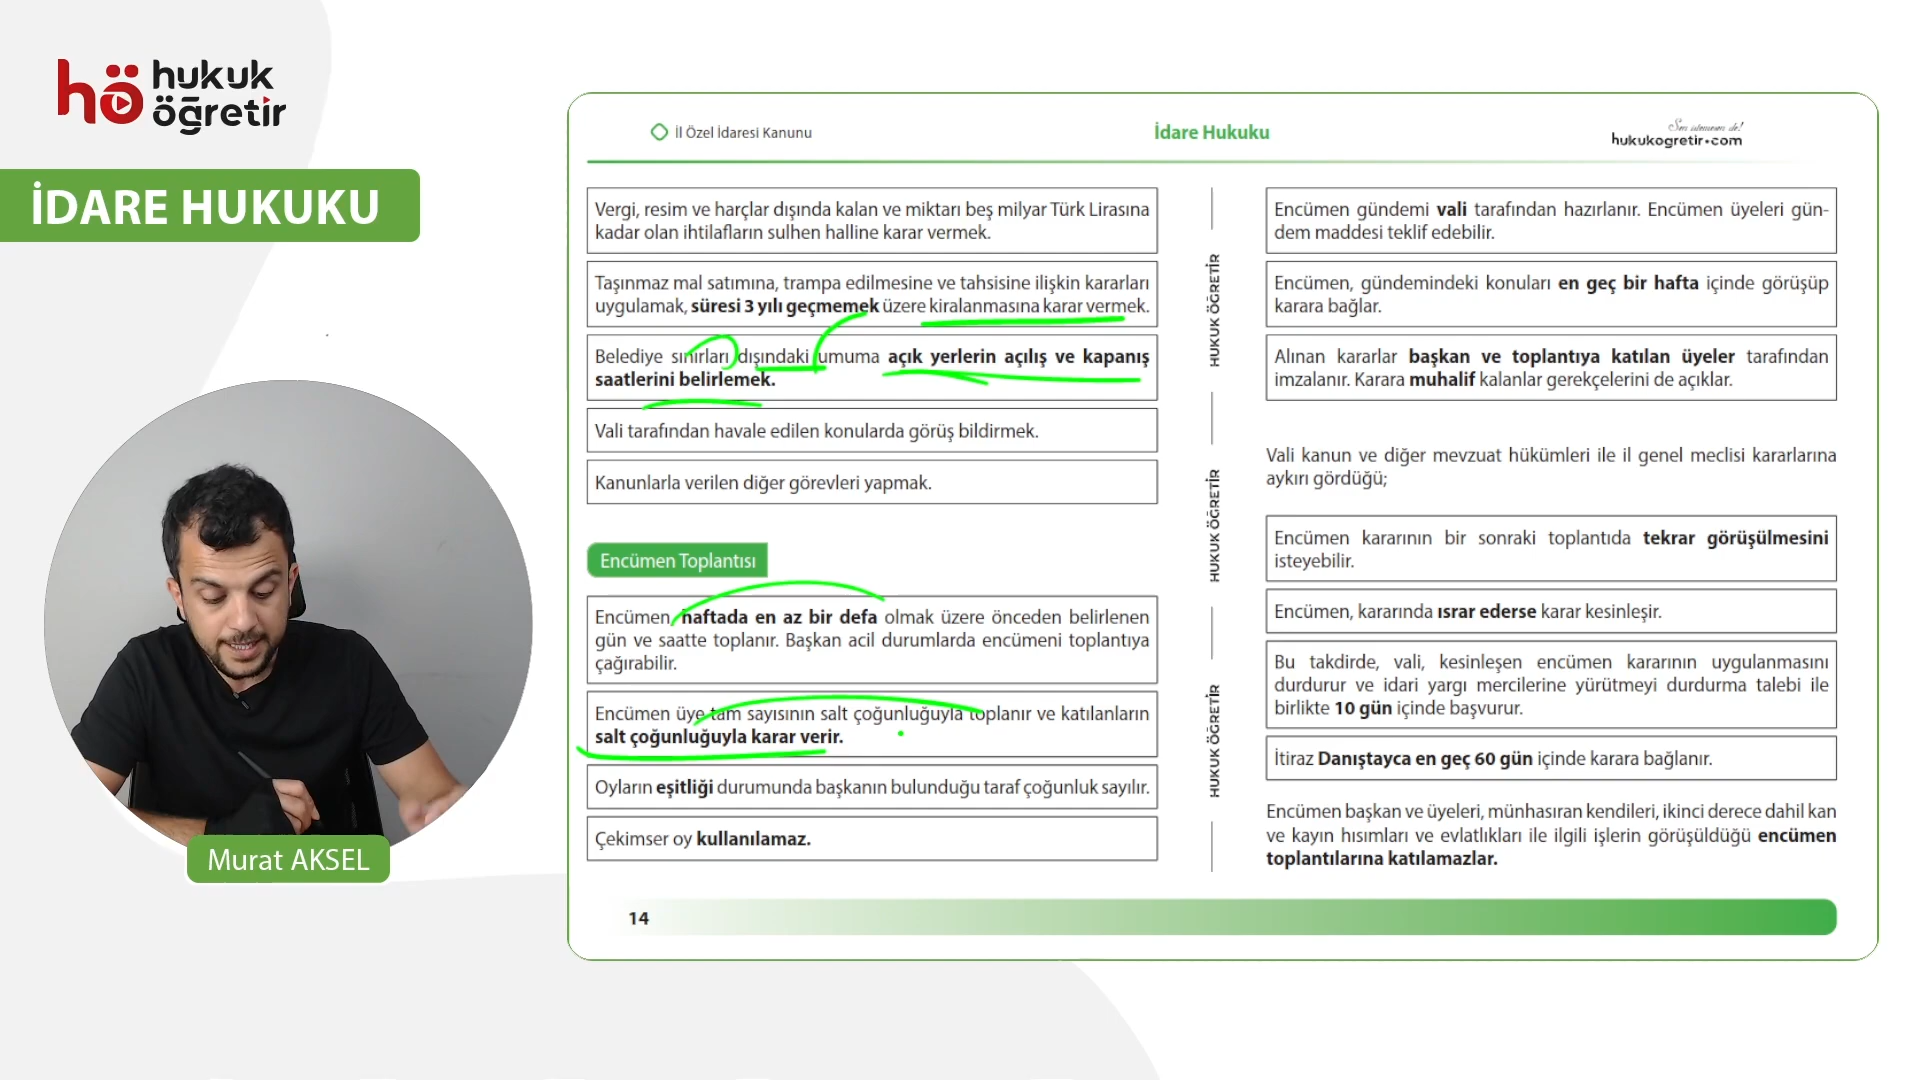 hö hukuk
öğretir
İDARE HUKUKU
Murat AKSEL
İl Özel İdaresi Kanunu
İdare Hukuku
Sen istersen de!
hukukogretir•com
Vergi, resim ve harçlar dışında kalan ve miktarı beş milyar Türk Lirasına
kadar olan ihtilafların sulhen halline karar vermek.
Taşınmaz mal satımına, trampa edilmesine ve tahsisine ilişkin kararları
uygulamak, süresi 3 yılı geçmemek üzere kiralanmasına karar vermek.
Belediye sınırları dışındaki umuma açık yerlerin açılış ve kapanış
saatlerini belirlemek.
Vali tarafından havale edilen konularda görüş bildirmek.
Kanunlarla verilen diğer görevleri yapmak.
Encümen Toplantısı
Encümen, haftada en az bir defa olmak üzere önceden belirlenen
gün ve saatte toplanır. Başkan acil durumlarda encümeni toplantıya
çağırabilir.
Encümen üye tam sayısının salt çoğunluğuyla toplanır ve katılanların
salt çoğunluğuyla karar verir.
Oyların eşitliği durumunda başkanın bulunduğu taraf çoğunluk sayılır.
Çekimser oy kullanılamaz.
HUKUK ÖĞRETİR
HUKUK ÖĞRETİR
HUKUK ÖĞRETİR
Encümen gündemi vali tarafından hazırlanır. Encümen üyeleri gün-
dem maddesi teklif edebilir.
Encümen, gündemindeki konuları en geç bir hafta içinde görüşüp
karara bağlar.
Alınan kararlar başkan ve toplantıya katılan üyeler tarafından
imzalanır. Karara muhalif kalanlar gerekçelerini de açıklar.
Vali kanun ve diğer mevzuat hükümleri ile il genel meclisi kararlarına
aykırı gördüğü;
Encümen kararının bir sonraki toplantıda tekrar görüşülmesini
isteyebilir.
Encümen, kararında ısrar ederse karar kesinleşir.
Bu takdirde, vali, kesinleşen encümen kararının uygulanmasını
durdurur ve idari yargı mercilerine yürütmeyi durdurma talebi ile
birlikte 10 gün içinde başvurur.
İtiraz Danıştayca en geç 60 gün içinde karara bağlanır.
Encümen başkan ve üyeleri, münhasıran kendileri, ikinci derece dahil kan
ve kayın hısımları ve evlatlıkları ile ilgili işlerin görüşüldüğü encümen
toplantılarına katılamazlar.
14